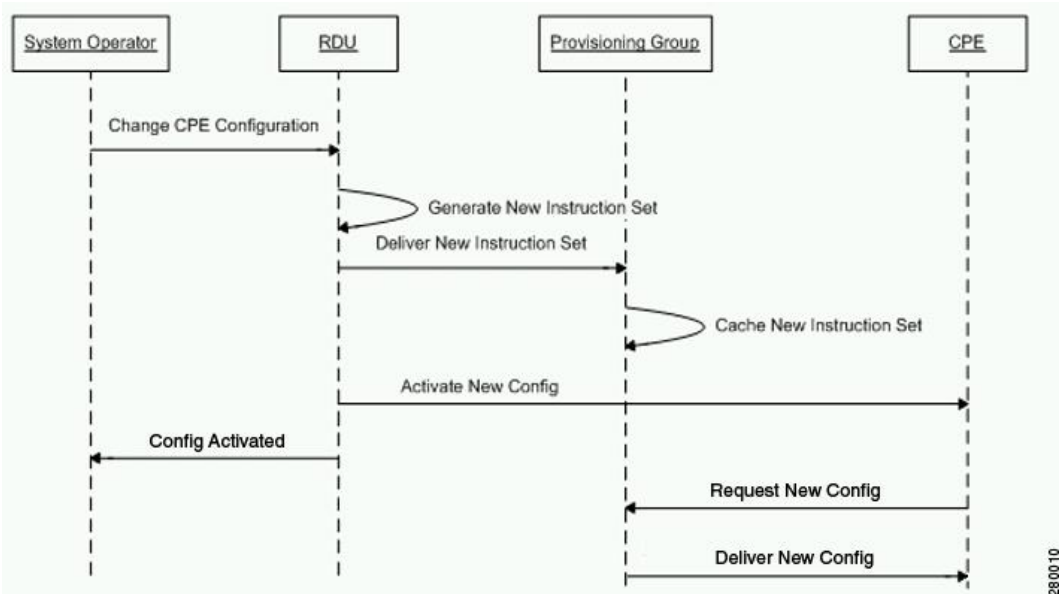 System Operator
RDU
Provisioning Group
CPE
Change CPE Configuration
Generate New Instruction Set
Deliver New Instruction Set
Cache New Instruction Set
Activate New Config
Config Activated
Request New Config
Deliver New Config
280010